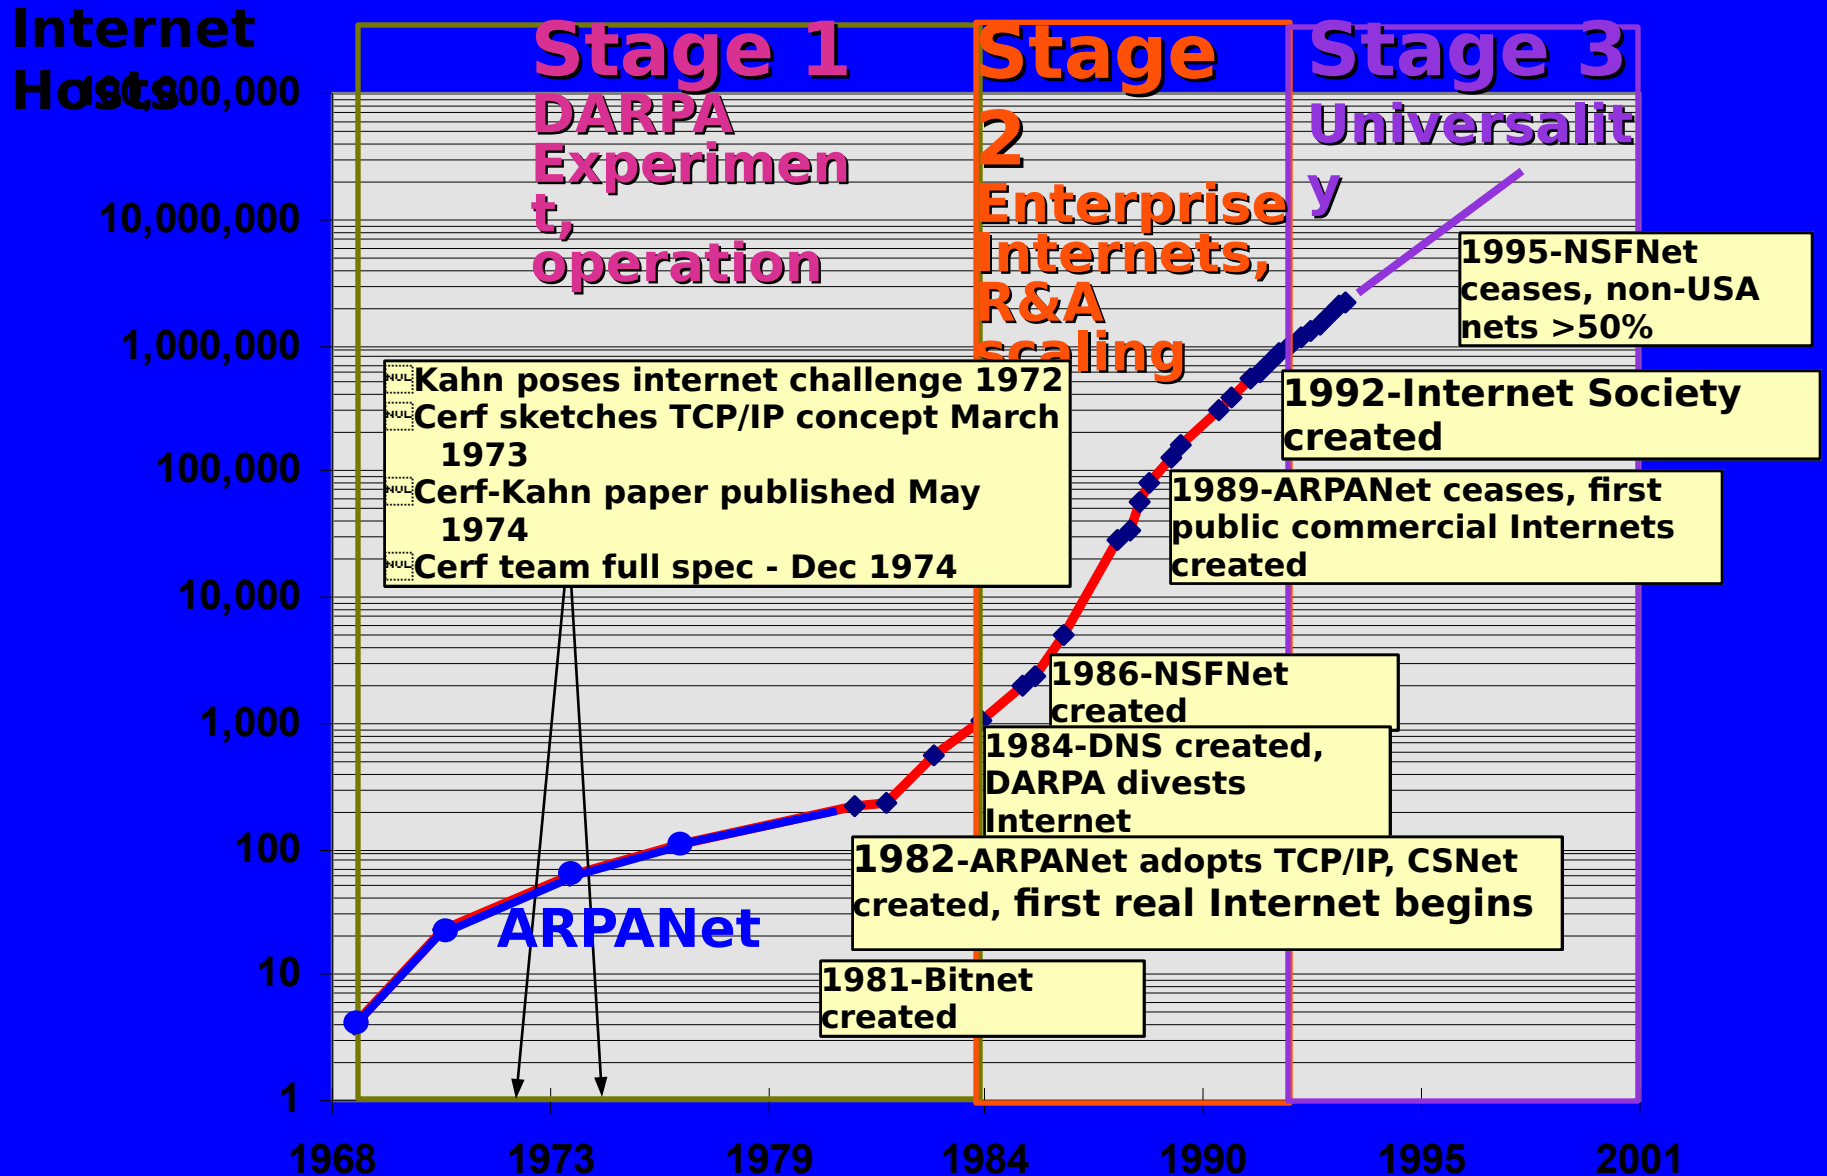 Internet
Hosts
Stage 1
DARPA
Experimen
t,
operation
Stage
2
Enterprise
Internets,
R&A
scaling
Stage 3
Universalit
y
100,000,000
10,000,000
1,000,000
100,000
10,000
1,000
100
10
1
1995-NSFNet
ceases, non-USA
nets >50%
Kahn poses internet challenge 1972
Cerf sketches TCP/IP concept March
1973
Cerf-Kahn paper published May
1974
Cerf team full spec - Dec 1974
1992-Internet Society
created
1989-ARPANet ceases, first
public commercial Internets
created
1986-NSFNet
created
1984-DNS created,
DARPA divests
Internet
1982-ARPANet adopts TCP/IP, CSNet
created, first real Internet begins
ARPANet
1981-Bitnet
created
1968 1973 1979 1984 1990 1995 2001